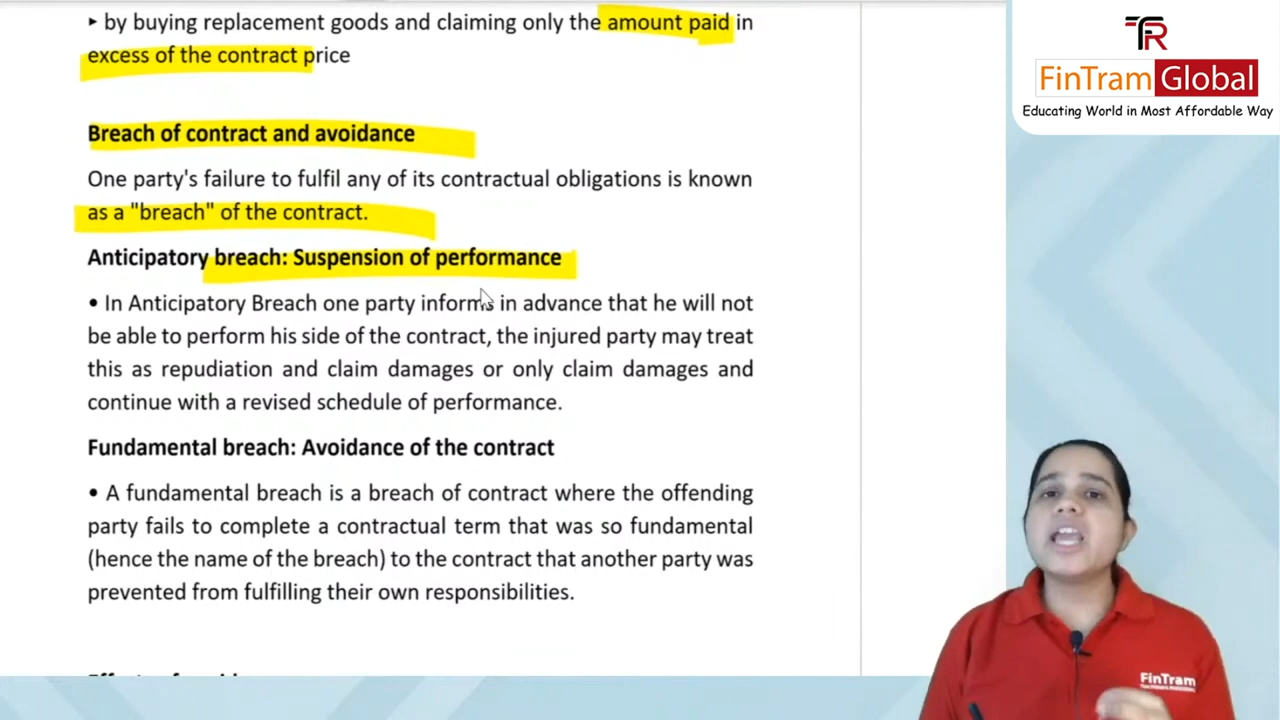 ‣ by buying replacement goods and claiming only the amount paid in
excess of the contract price
Breach of contract and avoidance
One party's failure to fulfil any of its contractual obligations is known
as a "breach" of the contract.
Anticipatory breach: Suspension of performance
• In Anticipatory Breach one party informs in advance that he will not
be able to perform his side of the contract, the injured party may treat
this as repudiation and claim damages or only claim damages and
continue with a revised schedule of performance.
Fundamental breach: Avoidance of the contract
• A fundamental breach is a breach of contract where the offending
party fails to complete a contractual term that was so fundamental
(hence the name of the breach) to the contract that another party was
prevented from fulfilling their own responsibilities.
FinTram Global
Educating World in Most Affordable Way
FinTram